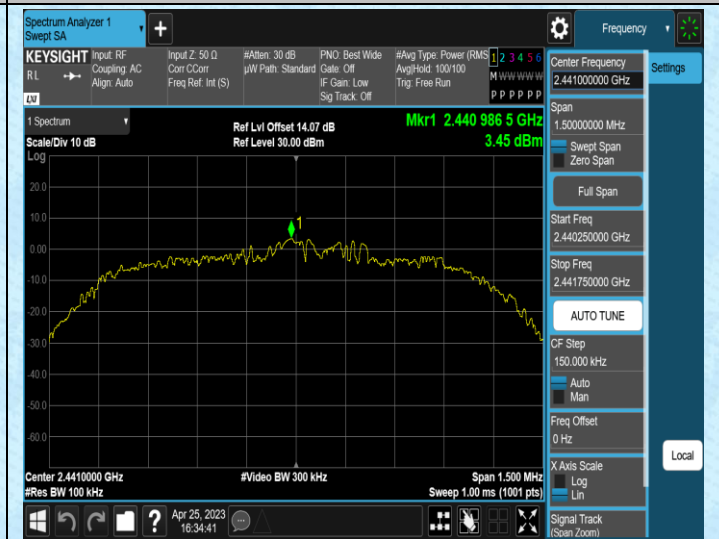 Spectrum Analyzer 1
Swept SA
+
Frequency
KEYSIGHT
RL
LXI
Input: RF
Coupling: AC
Align: Auto
Input Z: 50 Ω
Corr CCorr
Freq Ref: Int (S)
#Atten: 30 dB
µW Path: Standard
PNO: Best Wide
Gate: Off
IF Gain: Low
Sig Track: Off
#Avg Type: Power (RMS
Avg|Hold: 100/100
Trig: Free Run
1 2 3 4 5 6
M W W W W W
P P P P P P
1 Spectrum
Scale/Div 10 dB
Log
Ref Lvl Offset 14.07 dB
Ref Level 30.00 dBm
Mkr1 2.440 986 5 GHz
3.45 dBm
20.0
10.0
0.00
-10.0
-20.0
-30.0
-40.0
-50.0
-60.0
1
Center 2.4410000 GHz
#Res BW 100 kHz
#Video BW 300 kHz
Span 1.500 MHz
Sweep 1.00 ms (1001 pts)
?
Apr 25, 2023
16:34:41
Center Frequency
2.441000000 GHz
Span
1.50000000 MHz
Swept Span
Zero Span
Full Span
Start Freq
2.440250000 GHz
Stop Freq
2.441750000 GHz
AUTO TUNE
CF Step
150.000 kHz
Auto
Man
Freq Offset
0 Hz
X Axis Scale
Log
Lin
Signal Track
(Span Zoom)
Settings
Local